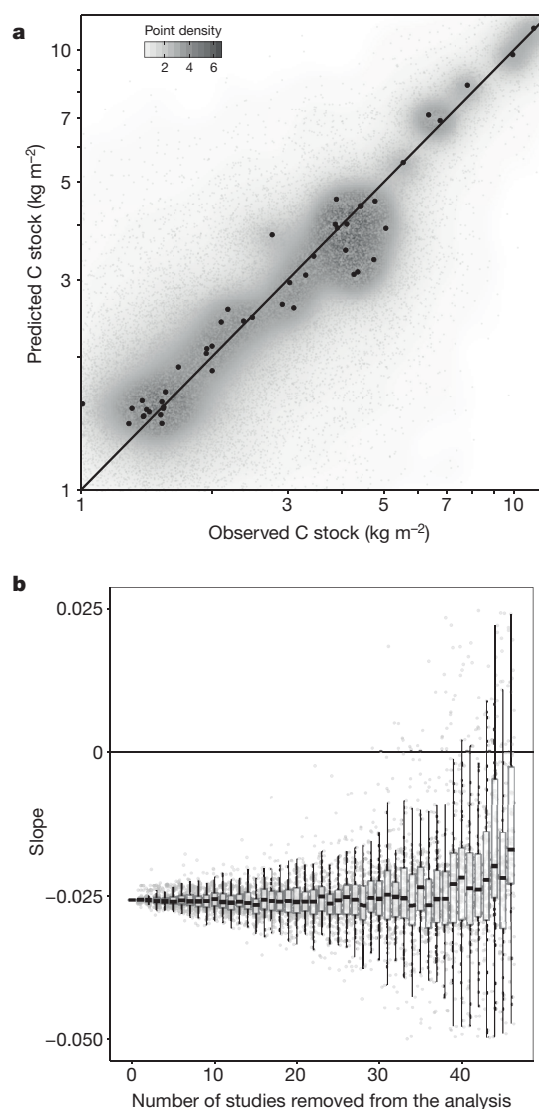 a
Point density
2 4 6
10
7
5
3
1
Predicted C stock (kg m⁻²)
1 3 5 7 10
Observed C stock (kg m⁻²)
b
0.025
0
−0.025
−0.050
Slope
0 10 20 30 40
Number of studies removed from the analysis